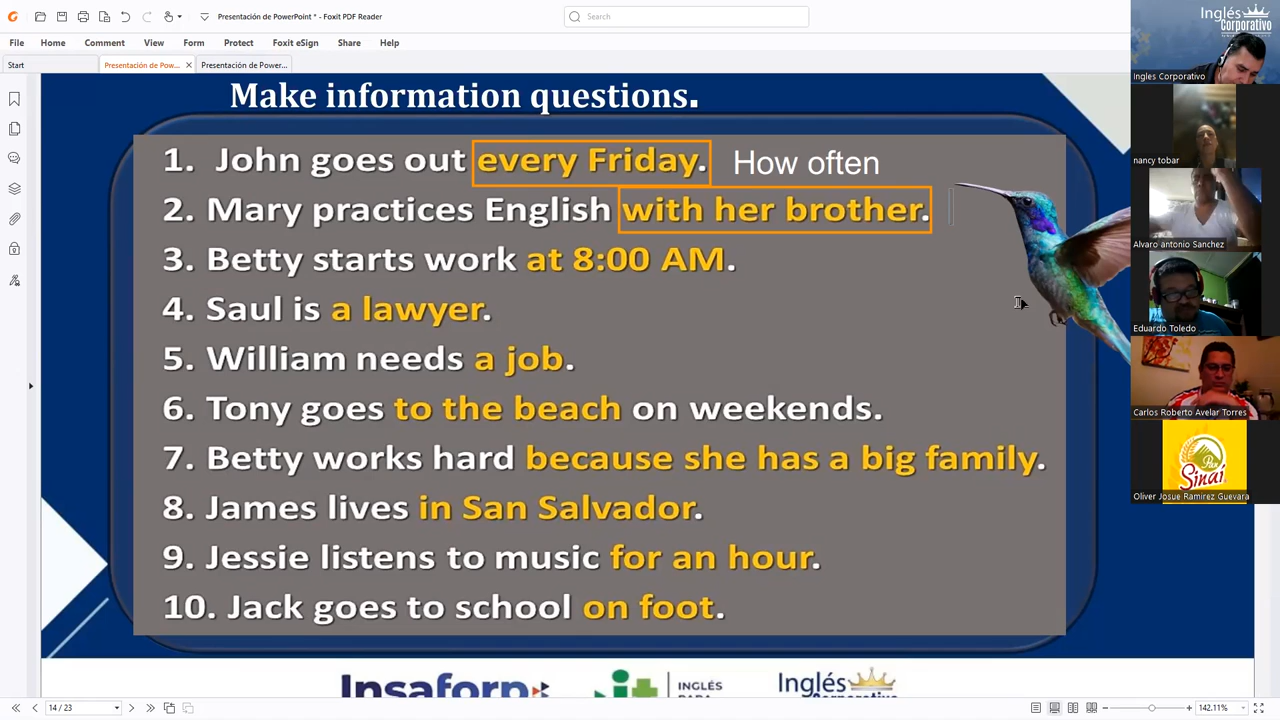 Presentación de PowerPoint * - Foxit PDF Reader
Search
File Home Comment View Form Protect Foxit eSign Share Help
Start
Presentación de Pow...
Presentación de Power...
Make information questions.
1. John goes out every Friday. How often
2. Mary practices English with her brother.
3. Betty starts work at 8:00 AM.
4. Saul is a lawyer.
5. William needs a job.
6. Tony goes to the beach on weekends.
7. Betty works hard because she has a big family.
8. James lives in San Salvador.
9. Jessie listens to music for an hour.
10. Jack goes to school on foot.
Insaforp
INGLÉS
Inglés
14 / 23
142.11%
Inglés
Corporativo
Ingles Corporativo
nancy tobar
Alvaro antonio Sanchez
Eduardo Toledo
Carlos Roberto Avelar Torres
Pan
Sinaí
Oliver Josue Ramirez Guevara